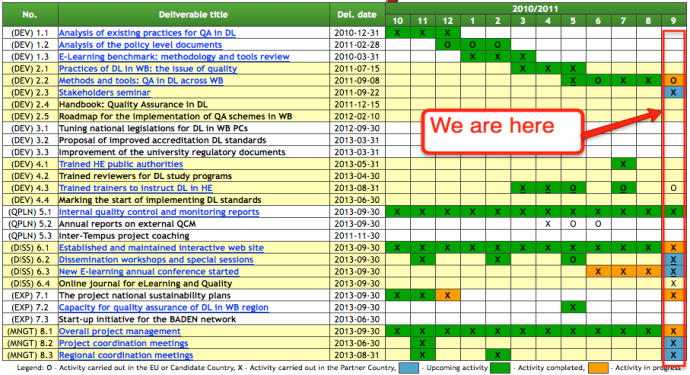 No. Deliverable title Del. date 2010/2011
10 11 12 1 2 3 4 5 6 7 8 9
(DEV) 1.1 Analysis of existing practices for QA in DL 2010-12-31 X X X
(DEV) 1.2 Analysis of the policy level documents 2011-02-28 O O O
(DEV) 1.3 E-Learning benchmark: methodology and tools review 2010-03-31 X X X
(DEV) 2.1 Practices of DL in WB: the issue of quality 2011-07-15 X X X
(DEV) 2.2 Methods and tools: QA in DL across WB 2011-09-08 X O X X O
(DEV) 2.3 Stakeholders seminar 2011-09-22 X
(DEV) 2.4 Handbook: Quality Assurance in DL 2011-12-15
(DEV) 2.5 Roadmap for the implementation of QA schemes in WB 2012-02-10
(DEV) 3.1 Tuning national legislations for DL in WB PCs 2012-09-30
(DEV) 3.2 Proposal of improved accreditation DL standards 2013-03-31
(DEV) 3.3 Improvement of the university regulatory documents 2013-03-31
We are here
(DEV) 4.1 Trained HE public authorities 2013-05-31 X
(DEV) 4.2 Trained reviewers for DL study programs 2013-04-30
(DEV) 4.3 Trained trainers to instruct DL in HE 2013-08-31 X X O O O
(DEV) 4.4 Marking the start of implementing DL standards 2013-06-30
(QPLN) 5.1 Internal quality control and monitoring reports 2013-09-30 X X X X X X X X X X X X
(QPLN) 5.2 Annual reports on external QCM 2013-09-30 X O O
(QPLN) 5.3 Inter-Tempus project coaching 2011-11-30
(DISS) 6.1 Established and maintained interactive web site 2013-09-30 X X X X X X X X X X X X
(DISS) 6.2 Dissemination workshops and special sessions 2013-09-30 X X O X
(DISS) 6.3 New E-learning annual conference started 2013-09-30 X X X X
(DISS) 6.4 Online journal for eLearning and Quality 2013-09-30 X
(EXP) 7.1 The project national sustainability plans 2013-09-30 X X X X
(EXP) 7.2 Capacity for quality assurance of DL in WB region 2013-09-30 X
(EXP) 7.3 Start-up initiative for the BADEN network 2013-06-30
(MNGT) 8.1 Overall project management 2013-09-30 X X X X X X X X X X X X
(MNGT) 8.2 Project coordination meetings 2013-06-30 X X
(MNGT) 8.3 Regional coordination meetings 2013-08-31 X X X
Legend: O - Activity carried out in the EU or Candidate Country, X - Activity carried out in the Partner Country, - Upcoming activity - Activity completed, - Activity in progress